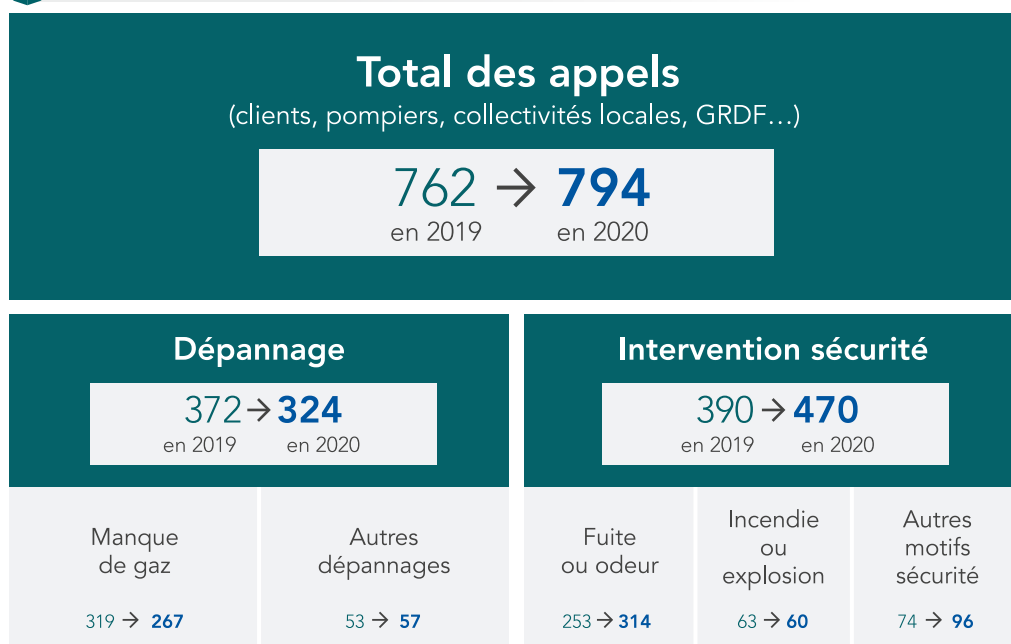 Total des appels
(clients, pompiers, collectivités locales, GRDF...)
762 → 794
en 2019 en 2020
Dépannage
372 → 324
en 2019 en 2020
Intervention sécurité
390 → 470
en 2019 en 2020
Manque
de gaz
319 → 267
Autres
dépannages
53 → 57
Fuite
ou odeur
253 → 314
Incendie
ou
explosion
63 → 60
Autres
motifs
sécurité
74 → 96